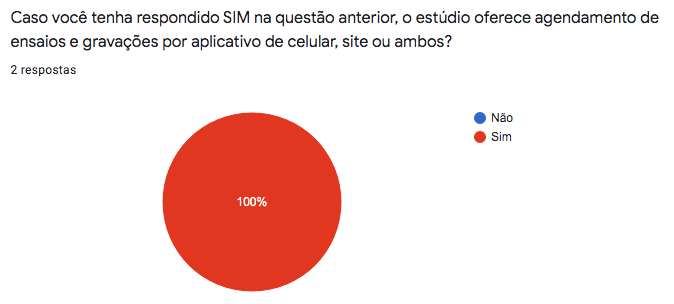 Caso você tenha respondido SIM na questão anterior, o estúdio oferece agendamento de
ensaios e gravações por aplicativo de celular, site ou ambos?
2 respostas
Não
Sim
100%